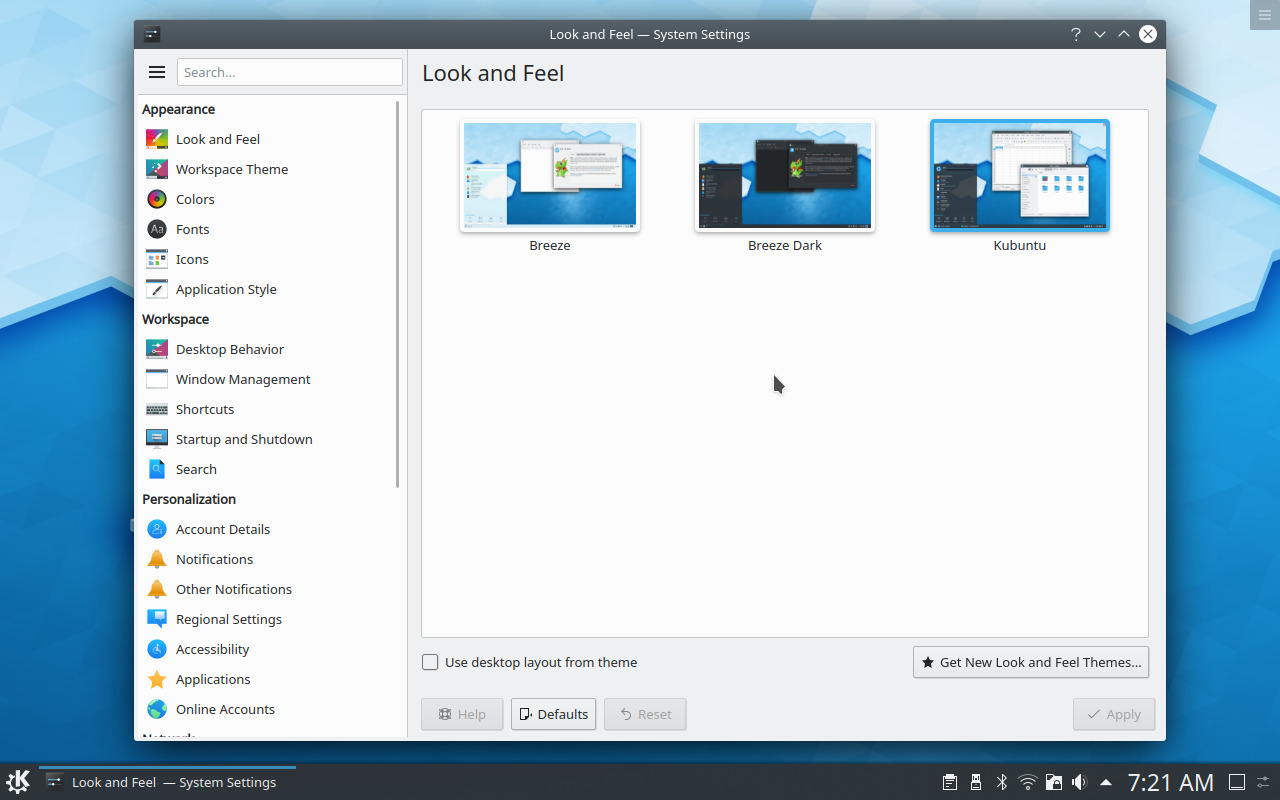 Look and Feel — System Settings
Search...
Look and Feel
Appearance
Look and Feel
Workspace Theme
Colors
Aa
Fonts
Icons
Application Style
Workspace
Desktop Behavior
Window Management
Shortcuts
Startup and Shutdown
Search
Personalization
Account Details
Notifications
Other Notifications
Regional Settings
Accessibility
Applications
Online Accounts
Network
Breeze
Breeze Dark
Kubuntu
Use desktop layout from theme
Get New Look and Feel Themes...
Help
Defaults
Reset
Apply
Look and Feel — System Settings
7:21 AM